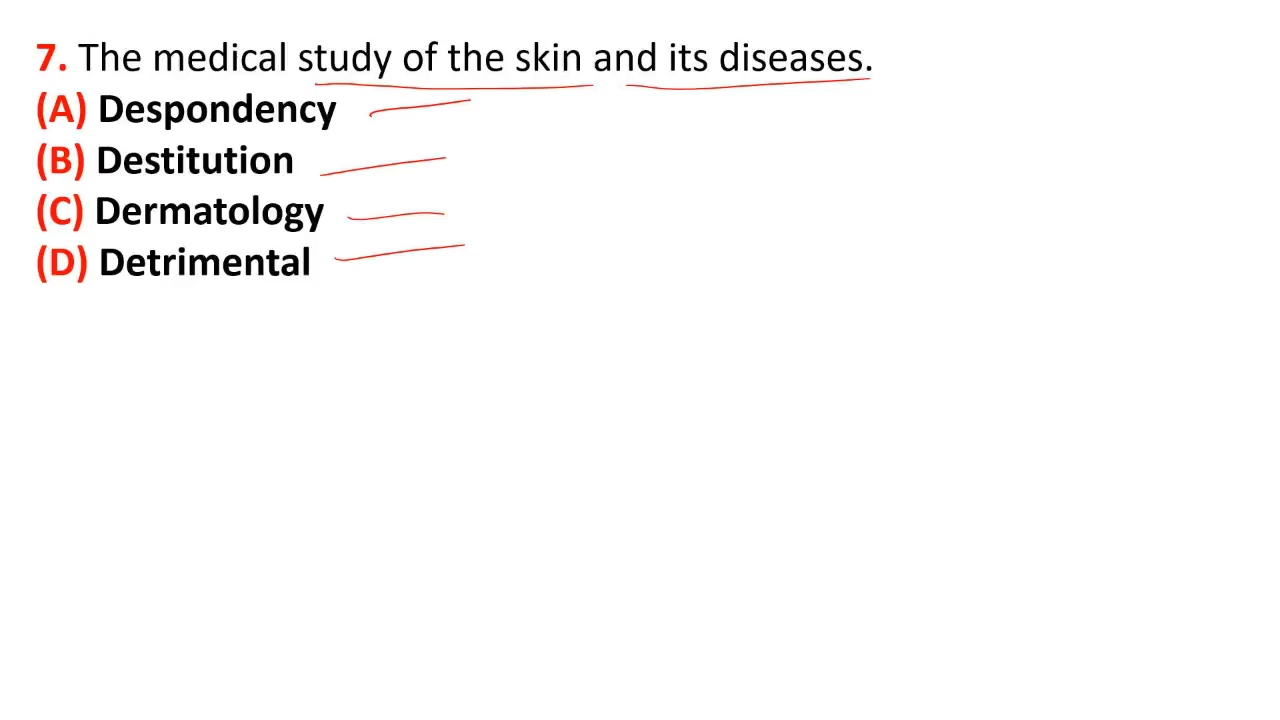 7. The medical study of the skin and its diseases.
(A) Despondency
(B) Destitution
(C) Dermatology
(D) Detrimental